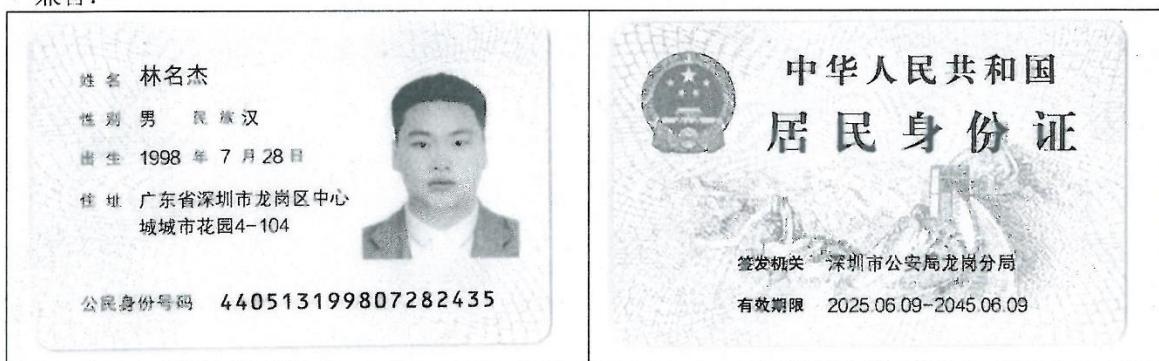 姓名 林名杰
性别 男 民族 汉
出生 1998 年 7 月 28 日
住址 广东省深圳市龙岗区中心
城城市花园4-104
公民身份号码 440513199807282435
中华人民共和国
居民身份证
签发机关 深圳市公安局龙岗分局
有效期限 2025.06.09-2045.06.09